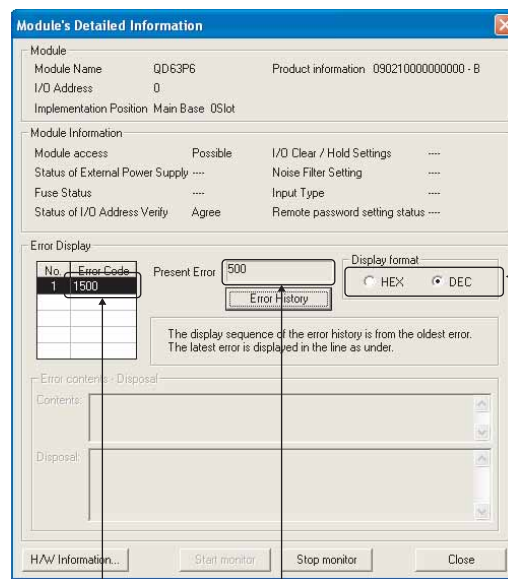 Module's Detailed Information
Module
Module Name QD63P6 Product information 090210000000000 - B
I/O Address 0
Implementation Position Main Base 0Slot
Module Information
Module access Possible I/O Clear / Hold Settings ----
Status of External Power Supply ---- Noise Filter Setting ----
Fuse Status ---- Input Type ----
Status of I/O Address Verify Agree Remote password setting status ----
Error Display
No. Error Code
1 1500
Present Error 500
Error History
Display format
HEX DEC
The display sequence of the error history is from the oldest error.
The latest error is displayed in the line as under.
Error contents - Disposal
Contents:
Disposal:
H/W Information... Start monitor Stop monitor Close